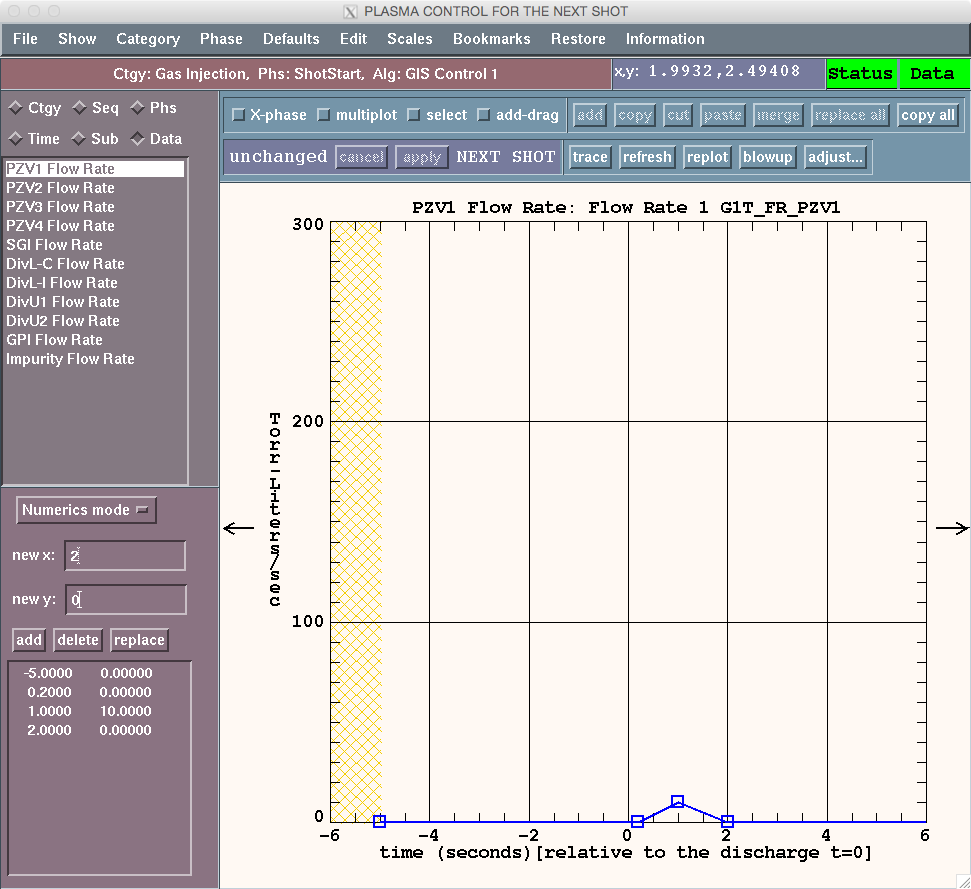 PLASMA CONTROL FOR THE NEXT SHOT
File Show Category Phase Defaults Edit Scales Bookmarks Restore Information
Ctgy: Gas Injection, Phs: ShotStart, Alg: GIS Control 1
x,y: 1.9932,2.49408
Status Data
Ctgy Seq Phs
Time Sub Data
X-phase multiplot select add-drag add copy cut paste merge replace all copy all
unchanged cancel apply NEXT SHOT trace refresh replot blowup adjust...
PZV1 Flow Rate
PZV2 Flow Rate
PZV3 Flow Rate
PZV4 Flow Rate
SGI Flow Rate
DivL-C Flow Rate
DivL-I Flow Rate
DivU1 Flow Rate
DivU2 Flow Rate
GPI Flow Rate
Impurity Flow Rate
Numerics mode
new x: 2
new y: 0
add delete replace
-5.0000 0.00000
0.2000 0.00000
1.0000 10.0000
2.0000 0.00000
PZV1 Flow Rate: Flow Rate 1 G1T_FR_PZV1
300
200
100
0
Torr-Liters/sec
-6 -4 -2 0 2 4 6
time (seconds)[relative to the discharge t=0]